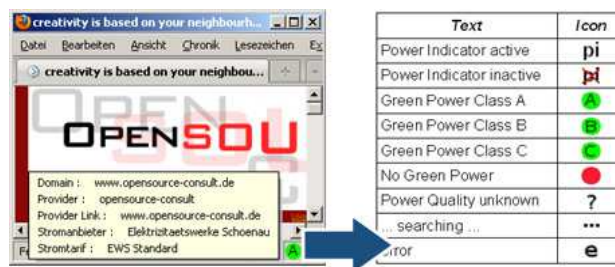 creativity is based on your neighbourh...
Datei Bearbeiten Ansicht Chronik Lesezeichen Ex
creativity is based on your neighbou...
OPEN
OPENSOU
Domain : www.opensource-consult.de
Provider : opensource-consult
Provider Link : www.opensource-consult.de
Stromanbieter : Elektrizitaetswerke Schoenau
Stromtarif : EWS Standard
A
Text Icon
Power Indicator active pi
Power Indicator inactive pi
Green Power Class A A
Green Power Class B B
Green Power Class C C
No Green Power
Power Quality unknown ?
... searching ... ...
error e